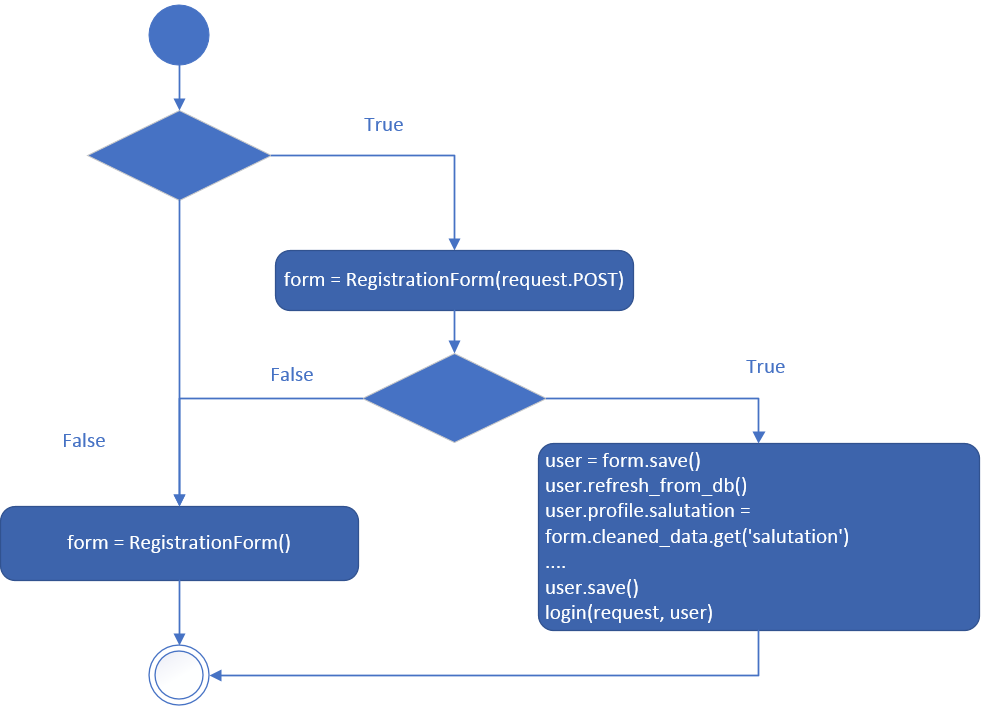 True
form = RegistrationForm(request.POST)
True
False
False
user = form.save()
user.refresh_from_db()
user.profile.salutation =
form.cleaned_data.get('salutation')
....
user.save()
login(request, user)
form = RegistrationForm()